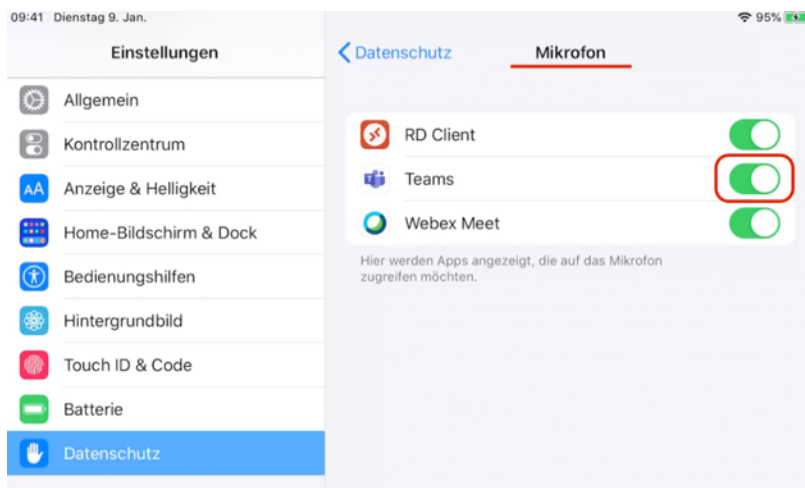 09:41 Dienstag 9. Jan.
95%
Einstellungen
Allgemein
Kontrollzentrum
AA Anzeige & Helligkeit
Home-Bildschirm & Dock
Bedienungshilfen
Hintergrundbild
Touch ID & Code
Batterie
Datenschutz
Datenschutz
Mikrofon
RD Client
Teams
Webex Meet
Hier werden Apps angezeigt, die auf das Mikrofon
zugreifen möchten.